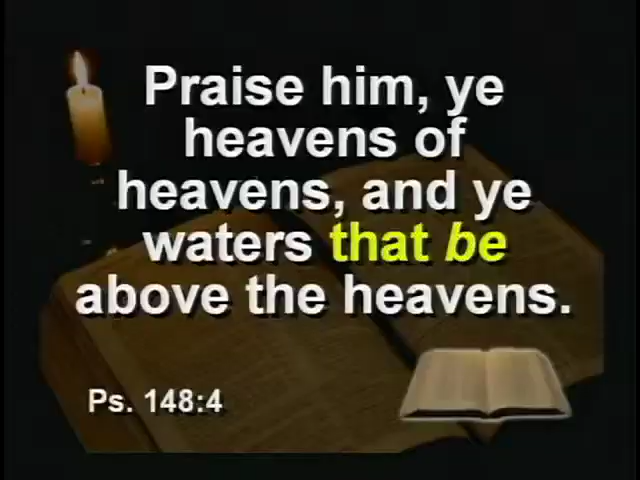 Praise him, ye
heavens of
heavens, and ye
waters that be
above the heavens.
Ps. 148:4